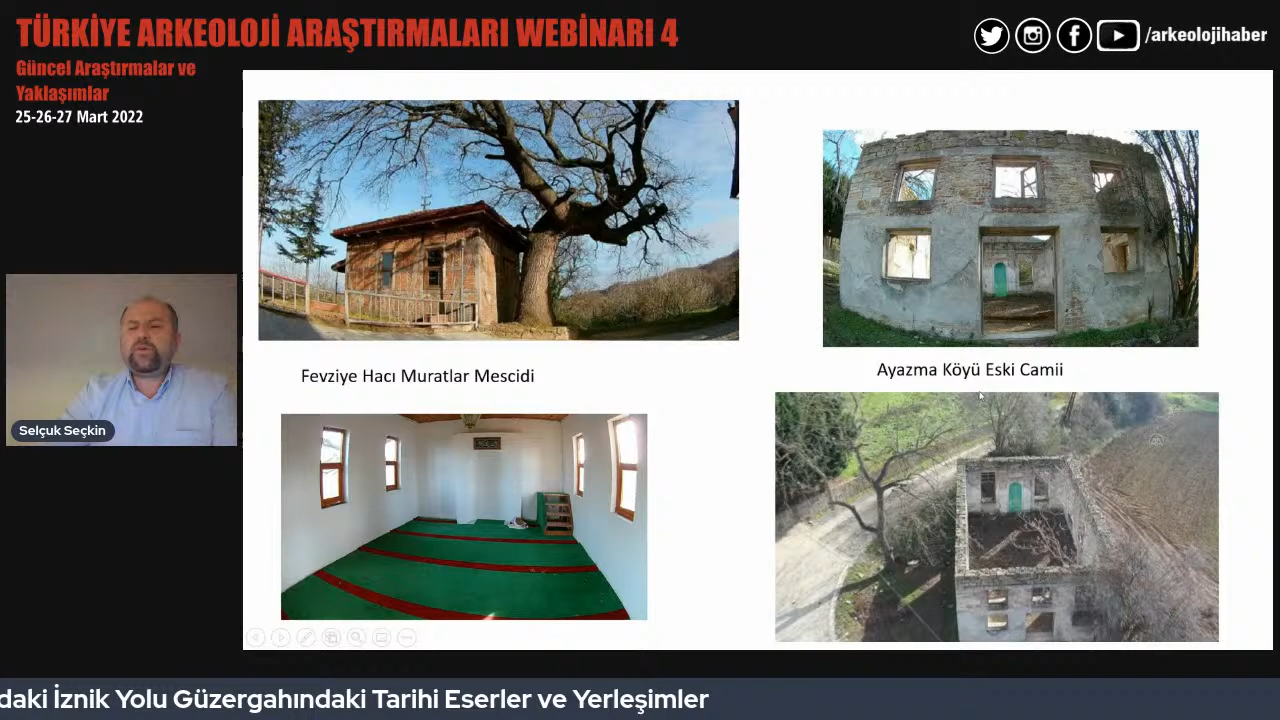 TÜRKİYE ARKEOLOJİ ARAŞTIRMALARI WEBİNARI 4
Güncel Araştırmalar ve
Yaklaşımlar
25-26-27 Mart 2022
/arkeolojihaber
Fevziye Hacı Muratlar Mescidi
Ayazma Köyü Eski Camii
Selçuk Seçkin
daki İznik Yolu Güzergahındaki Tarihi Eserler ve Yerleşimler